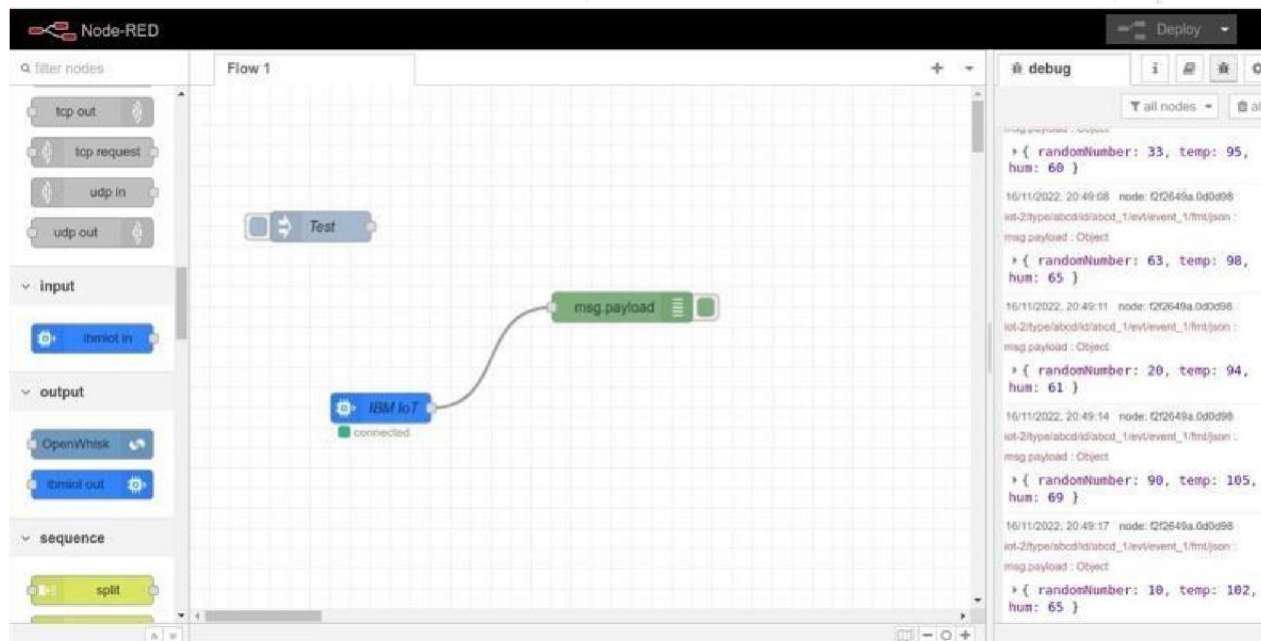 Node-RED
Deploy
filter nodes
Flow 1
debug
i
all nodes
al
tcp out
tcp request
udp in
udp out
input
ibmiot in
output
OpenWhisk
ibmiot out
sequence
split
Test
msg.payload
IBM IoT
connected
msg.payload : Object
{ randomNumber: 33, temp: 95,
hum: 60 }
16/11/2022, 20:49:08 node: f2f2649a.0d0d98
iot-2/type/abcd/id/abcd_1/evt/event_1/fmt/json :
msg.payload : Object
{ randomNumber: 63, temp: 98,
hum: 65 }
16/11/2022, 20:49:11 node: f2f2649a.0d0d98
iot-2/type/abcd/id/abcd_1/evt/event_1/fmt/json :
msg.payload : Object
{ randomNumber: 20, temp: 94,
hum: 61 }
16/11/2022, 20:49:14 node: f2f2649a.0d0d98
iot-2/type/abcd/id/abcd_1/evt/event_1/fmt/json :
msg.payload : Object
{ randomNumber: 90, temp: 105,
hum: 69 }
16/11/2022, 20:49:17 node: f2f2649a.0d0d98
iot-2/type/abcd/id/abcd_1/evt/event_1/fmt/json :
msg.payload : Object
{ randomNumber: 10, temp: 102,
hum: 65 }